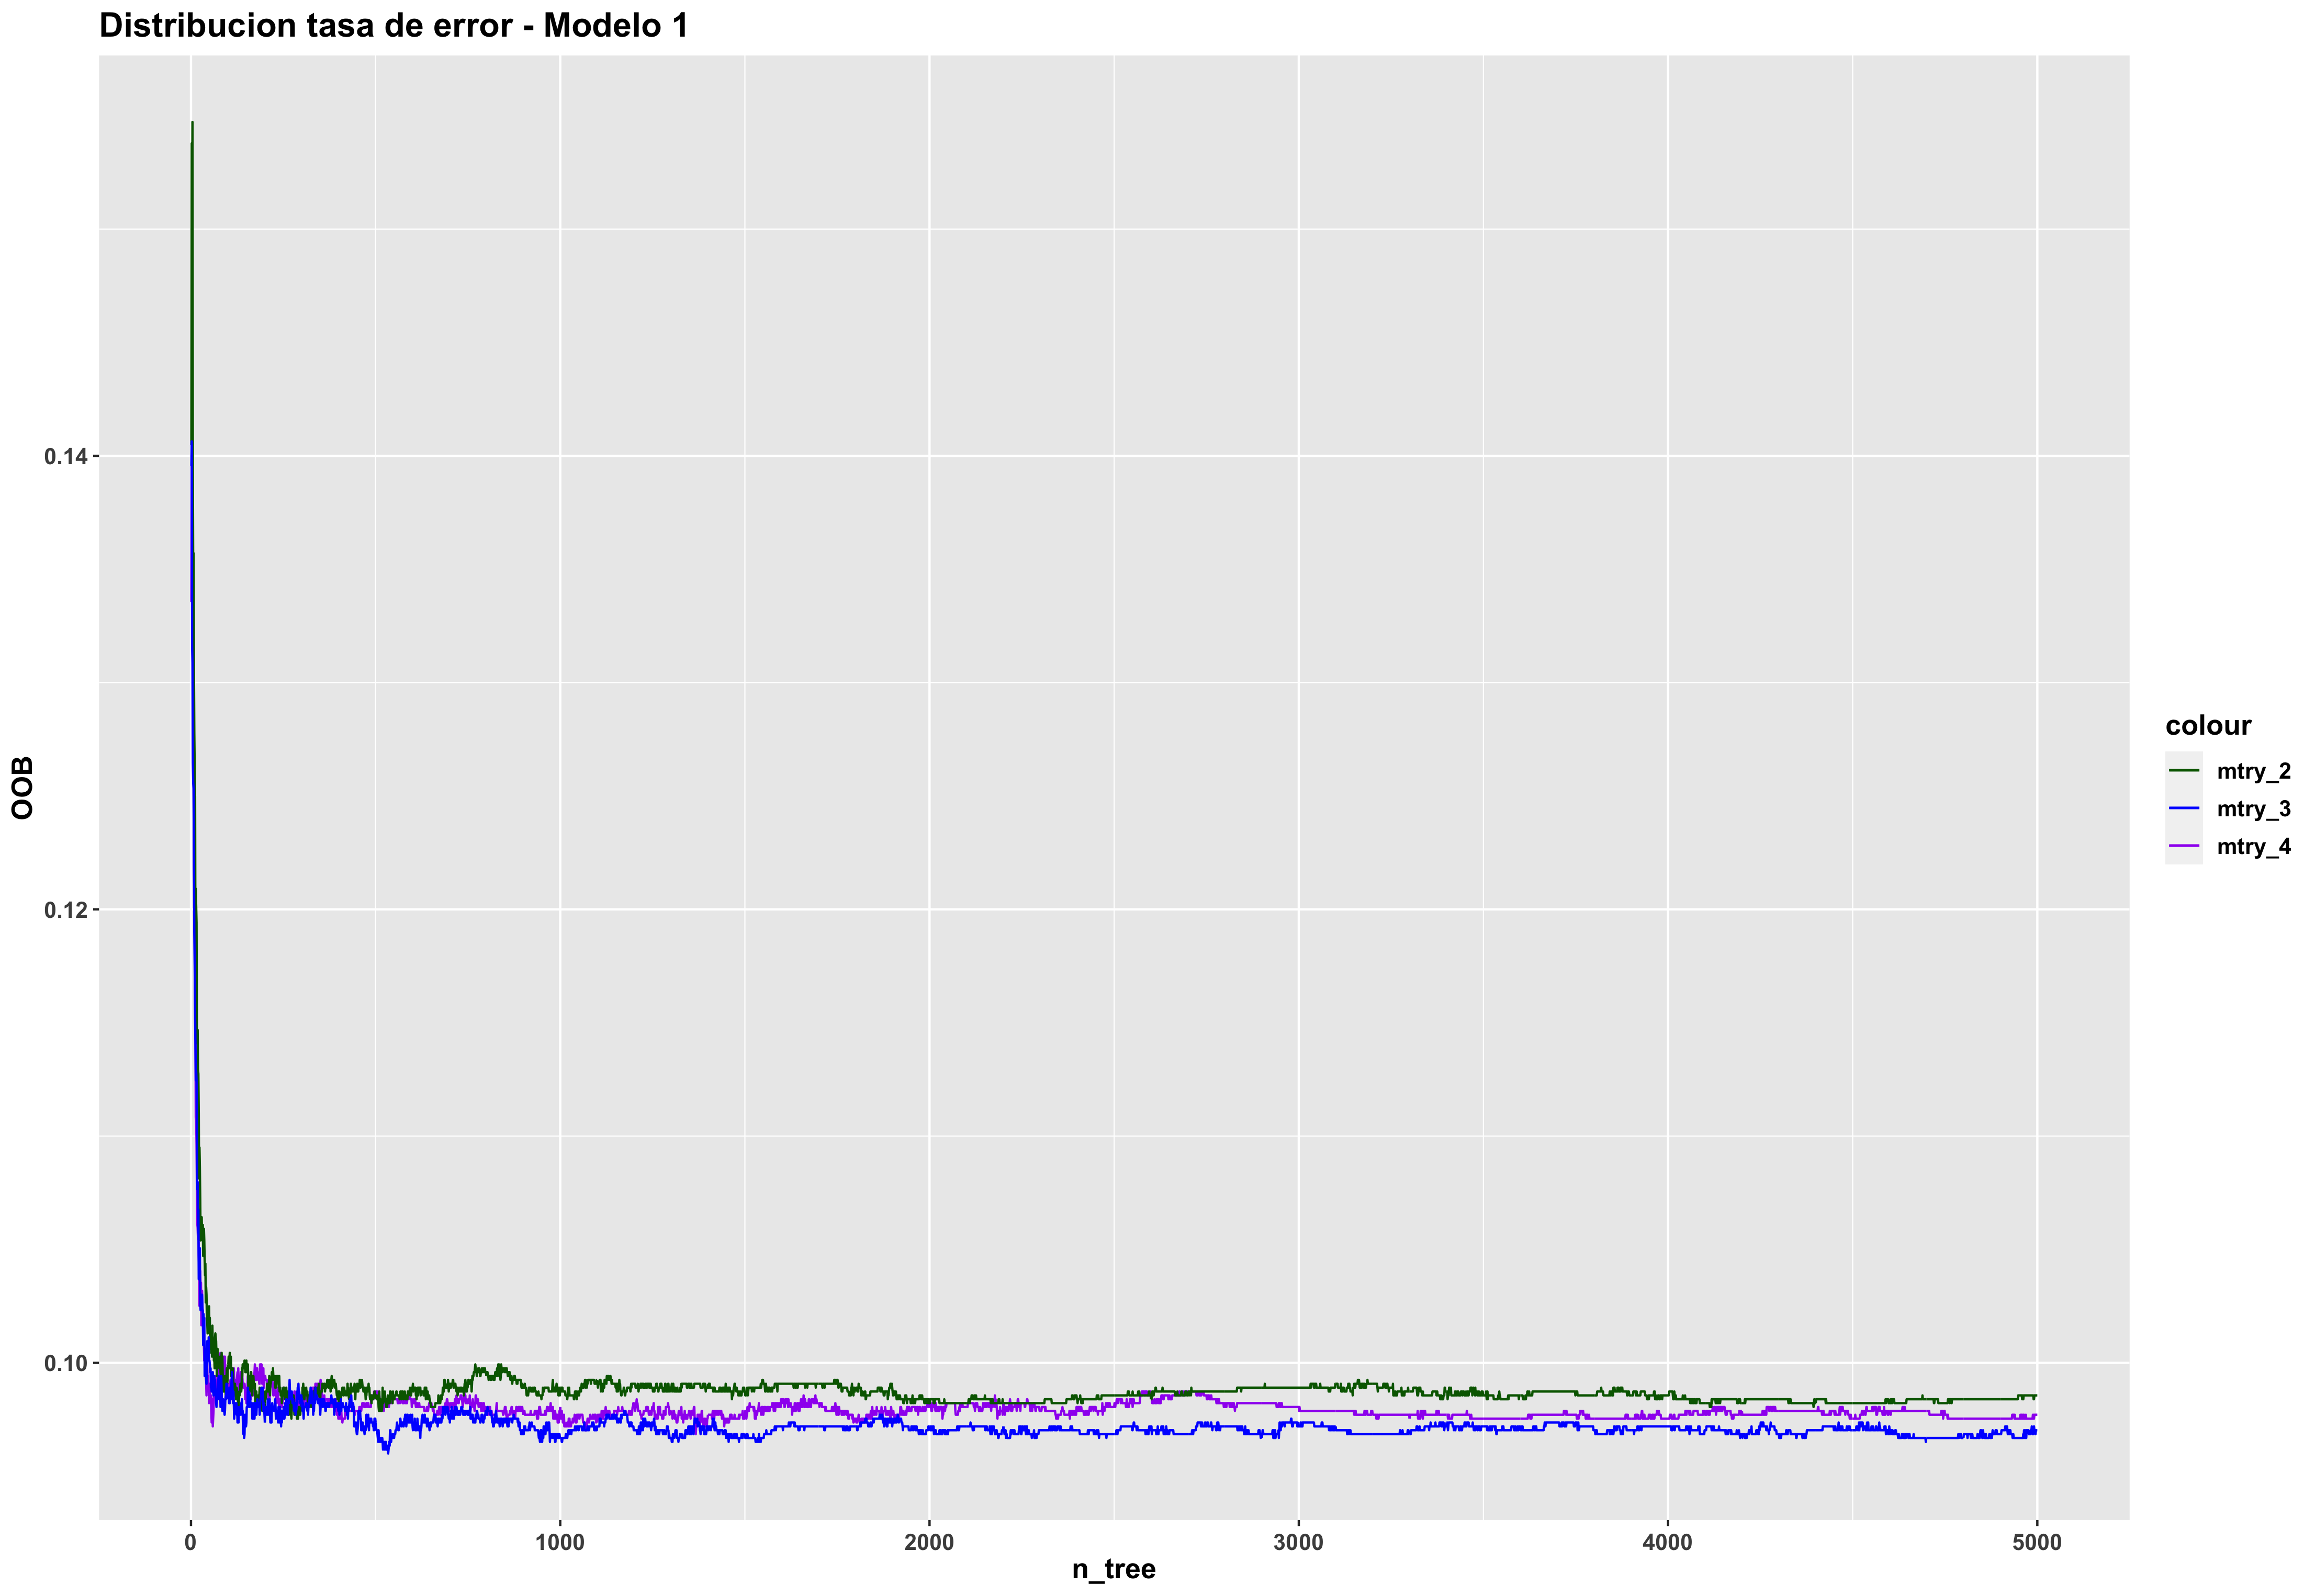 Distribucion tasa de error - Modelo 1
OOB
0.14
0.12
0.10
0
1000
2000
3000
4000
5000
n_tree
colour
mtry_2
mtry_3
mtry_4